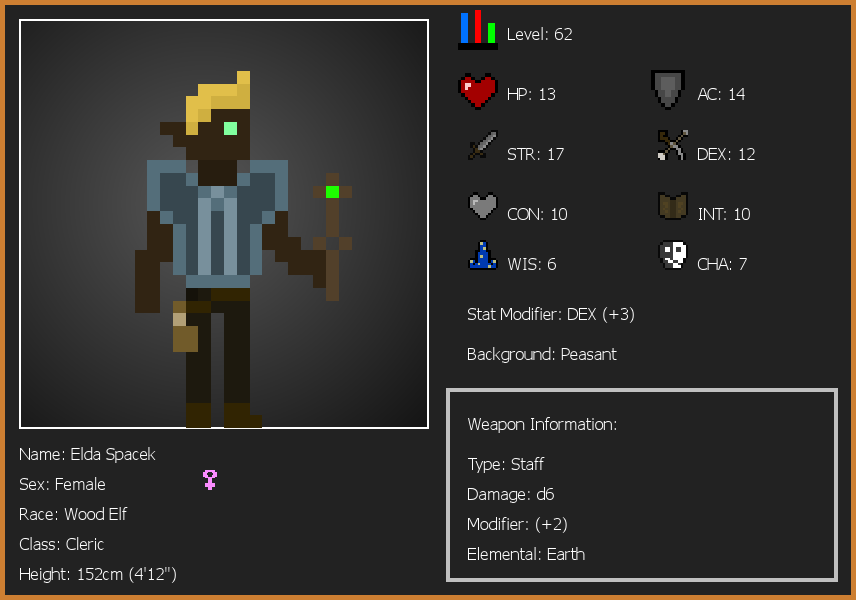 Level: 62
HP: 13
AC: 14
STR: 17
DEX: 12
CON: 10
INT: 10
WIS: 6
CHA: 7
Stat Modifier: DEX (+3)
Background: Peasant
Weapon Information:
Type: Staff
Damage: d6
Modifier: (+2)
Elemental: Earth
Name: Elda Spacek
Sex: Female
Race: Wood Elf
Class: Cleric
Height: 152cm (4'12")